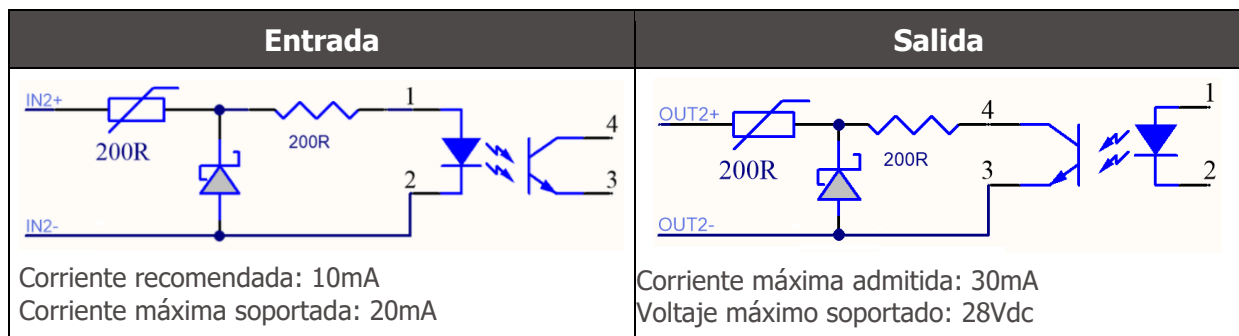 Entrada
Salida
IN2+
200R
200R
1
2
4
3
IN2-
OUT2+
200R
200R
4
3
1
2
OUT2-
Corriente recomendada: 10mA
Corriente máxima soportada: 20mA
Corriente máxima admitida: 30mA
Voltaje máximo soportado: 28Vdc